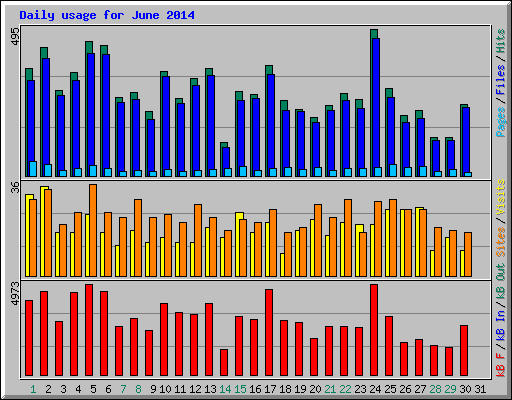 Daily usage for June 2014
495
36
4973
Pages / Files / Hits
Sites / Visits
kB F / kB In / kB Out
1 2 3 4 5 6 7 8 9 10 11 12 13 14 15 16 17 18 19 20 21 22 23 24 25 26 27 28 29 30 31